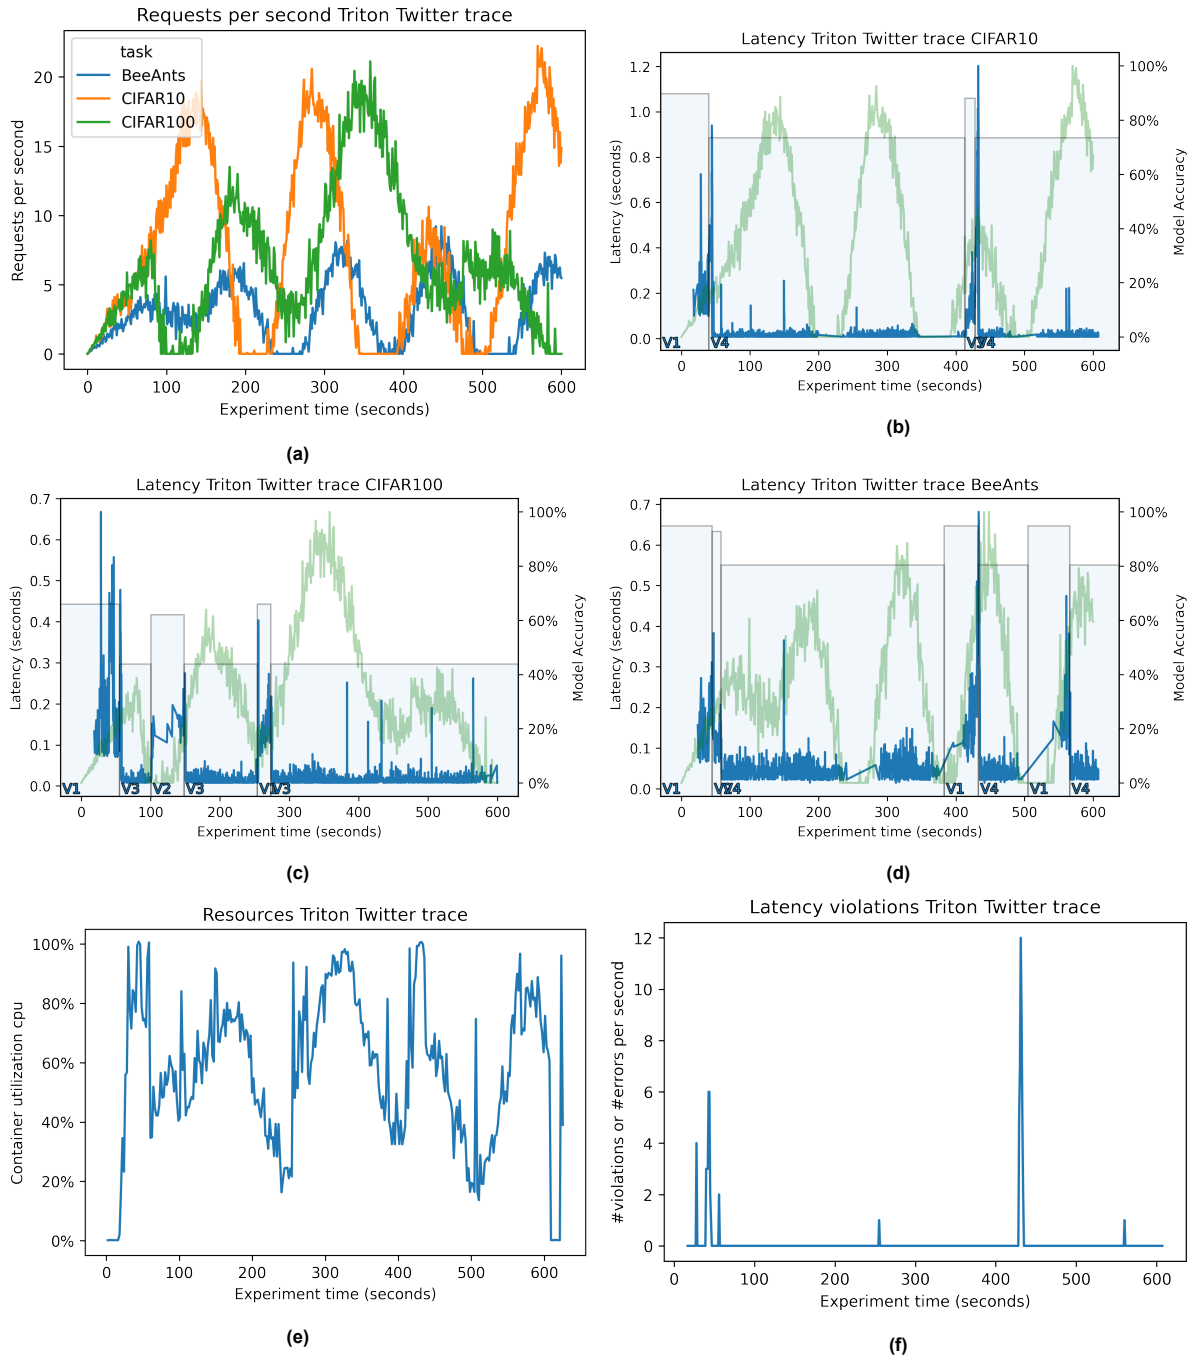 Requests per second Triton Twitter trace
task
BeeAnts
CIFAR10
CIFAR100
Requests per second
20
15
10
5
0
0 100 200 300 400 500 600
Experiment time (seconds)
(a)
Latency Triton Twitter trace CIFAR10
Latency (seconds)
1.2
1.0
0.8
0.6
0.4
0.2
0.0
100%
80%
60%
40%
20%
0%
Model Accuracy
V1 V4 V4
0 100 200 300 400 500 600
Experiment time (seconds)
(b)
Latency Triton Twitter trace CIFAR100
Latency (seconds)
0.7
0.6
0.5
0.4
0.3
0.2
0.1
0.0
100%
80%
60%
40%
20%
0%
Model Accuracy
V1 V3 V2 V3 V1 V3
0 100 200 300 400 500 600
Experiment time (seconds)
(c)
Latency Triton Twitter trace BeeAnts
Latency (seconds)
0.7
0.6
0.5
0.4
0.3
0.2
0.1
0.0
100%
80%
60%
40%
20%
0%
Model Accuracy
V1 V4 V1 V4 V1 V4
0 100 200 300 400 500 600
Experiment time (seconds)
(d)
Resources Triton Twitter trace
Container utilization cpu
100%
80%
60%
40%
20%
0%
0 100 200 300 400 500 600
Experiment time (seconds)
(e)
Latency violations Triton Twitter trace
#violations or #errors per second
12
10
8
6
4
2
0
0 100 200 300 400 500 600
Experiment time (seconds)
(f)